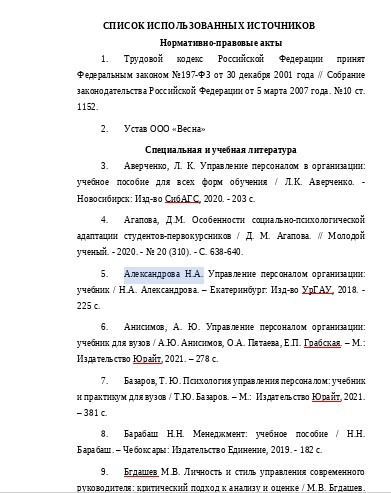 СПИСОК ИСПОЛЬЗОВАННЫХ ИСТОЧНИКОВ
Нормативно-правовые акты
1. Трудовой кодекс Российской Федерации принят
Федеральным законом №197-ФЗ от 30 декабря 2001 года // Собрание
законодательства Российской Федерации от 5 марта 2007 года. №10 ст.
1152.
2. Устав ООО «Весна»
Специальная и учебная литература
3. Аверченко, Л. К. Управление персоналом в организации:
учебное пособие для всех форм обучения / Л.К. Аверченко. -
Новосибирск: Изд-во СибАГС, 2020. - 203 с.
4. Агапова, Д.М. Особенности социально-психологической
адаптации студентов-первокурсников / Д. М. Агапова. // Молодой
ученый. - 2020. - № 20 (310). - С. 638-640.
5. Александрова Н.А. Управление персоналом организации:
учебник / Н.А. Александрова. – Екатеринбург: Изд-во УрГАУ, 2018. -
225 с.
6. Анисимов, А. Ю. Управление персоналом организации:
учебник для вузов / А.Ю. Анисимов, О.А. Пятаева, Е.П. Грабская. – М.:
Издательство Юрайт, 2021. – 278 с.
7. Базаров, Т. Ю. Психология управления персоналом: учебник
и практикум для вузов / Т.Ю. Базаров. – М.: Издательство Юрайт, 2021.
– 381 с.
8. Барабаш Н.Н. Менеджмент: учебное пособие / Н.Н.
Барабаш. – Чебоксары: Издательство Единение, 2019. - 182 с.
9. Бгдашев М.В. Личность и стиль управления современного
руководителя: критический подход к анализу и оценке / М.В. Бгдашев.